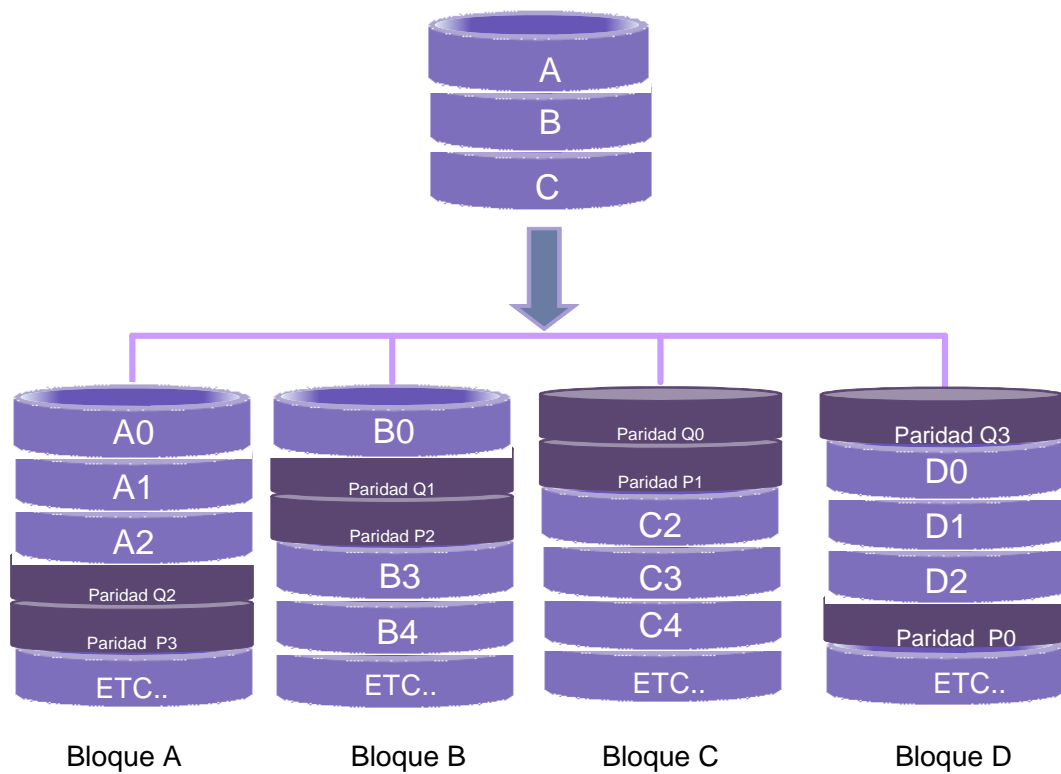 A
B
C
A0
A1
A2
Paridad Q2
Paridad P3
ETC..
Bloque A
B0
Paridad Q1
Paridad P2
B3
B4
ETC..
Bloque B
Paridad Q0
Paridad P1
C2
C3
C4
ETC..
Bloque C
Paridad Q3
D0
D1
D2
Paridad P0
ETC..
Bloque D